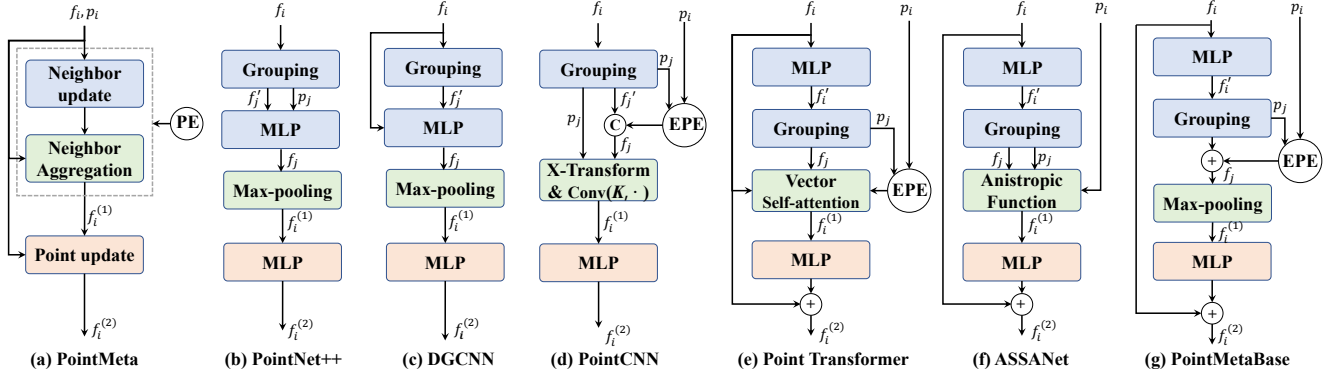 f_i, p_i
Neighbor
update
PE
Neighbor
Aggregation
f_i^{(1)}
Point update
f_i^{(2)}
(a) PointMeta
f_i
Grouping
f_j' p_j
MLP
f_j
Max-pooling
f_i^{(1)}
MLP
f_i^{(2)}
(b) PointNet++
f_i
Grouping
f_j'
MLP
f_j
Max-pooling
f_i^{(1)}
MLP
f_i^{(2)}
(c) DGCNN
f_i p_i
Grouping
p_j
f_j'
p_j
C
EPE
f_j
X-Transform
& Conv(K, · )
f_i^{(1)}
MLP
f_i^{(2)}
(d) PointCNN
f_i p_i
MLP
f_i'
Grouping
p_j
f_j
Vector
Self-attention
EPE
f_i^{(1)}
MLP
+
f_i^{(2)}
(e) Point Transformer
f_i p_i
MLP
f_i'
Grouping
f_j p_j
Anistropic
Function
f_i^{(1)}
MLP
+
f_i^{(2)}
(f) ASSANet
f_i p_i
MLP
f_i'
Grouping
p_j
+
EPE
f_j
Max-pooling
f_i^{(1)}
MLP
+
f_i^{(2)}
(g) PointMetaBase